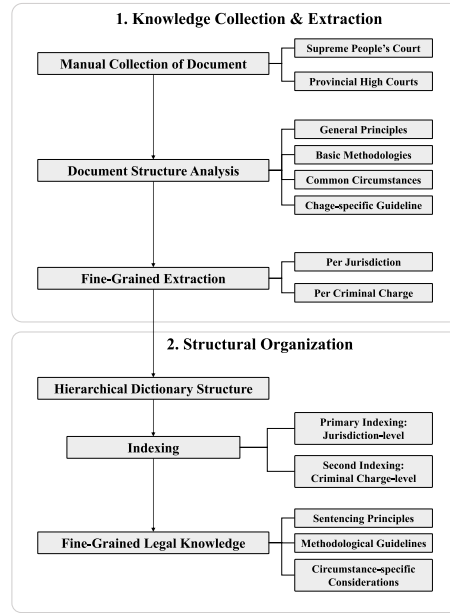 1. Knowledge Collection & Extraction
Manual Collection of Document
Supreme People's Court
Provincial High Courts
Document Structure Analysis
General Principles
Basic Methodologies
Common Circumstances
Chage-specific Guideline
Fine-Grained Extraction
Per Jurisdiction
Per Criminal Charge
2. Structural Organization
Hierarchical Dictionary Structure
Indexing
Primary Indexing:
Jurisdiction-level
Second Indexing:
Criminal Charge-level
Fine-Grained Legal Knowledge
Sentencing Principles
Methodological Guidelines
Circumstance-specific
Considerations